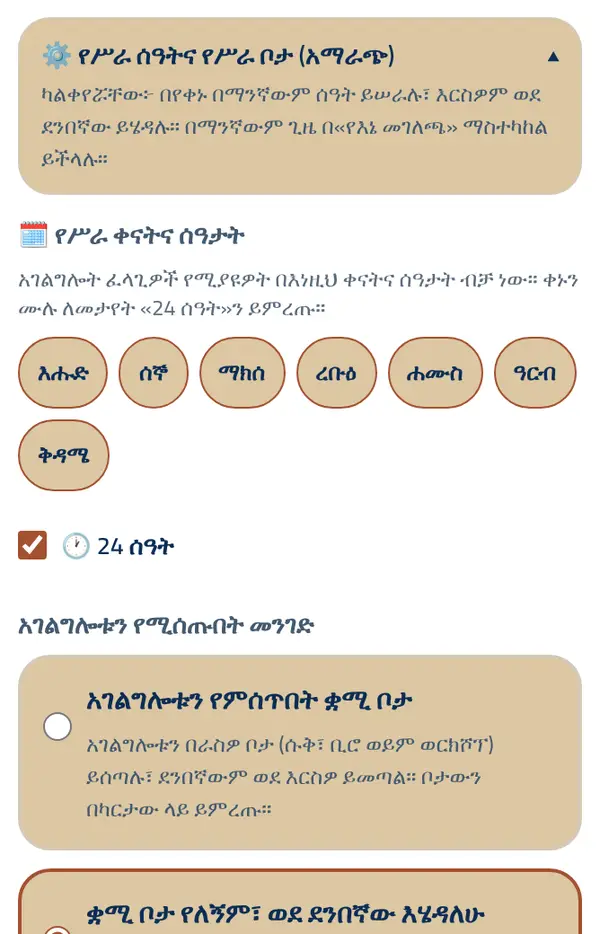 ⚙️ የሥራ ሰዓትና የሥራ ቦታ (አማራጭ) ▲
ካልቀየሯቸው፦ በየቀኑ በማንኛውም ሰዓት ይሠራሉ፣ እርስዎም ወደ
ደንበኛው ይሄዳሉ። በማንኛውም ጊዜ በ«የእኔ መገለጫ» ማስተካከል
ይችላሉ።
🗓️ የሥራ ቀናትና ሰዓታት
አገልግሎት ፈላጊዎች የሚያዩዎት በእነዚህ ቀናትና ሰዓታት ብቻ ነው። ቀኑን
ሙሉ ለመታየት «24 ሰዓት»ን ይምረጡ።
እሑድ ሰኞ ማክሰ ረቡዕ ሐሙስ ዓርብ
ቅዳሜ
🕐 24 ሰዓት
አገልግሎቱን የሚሰጡበት መንገድ
አገልግሎቱን የምሰጥበት ቋሚ ቦታ
አገልግሎቱን በራስዎ ቦታ (ሱቅ፣ ቢሮ ወይም ወርክሾፕ)
ይሰጣሉ፣ ደንበኛውም ወደ እርስዎ ይመጣል። ቦታውን
በካርታው ላይ ይምረጡ።
ቋሚ ቦታ የለኝም፣ ወደ ደንበኛው እሄዳለሁ